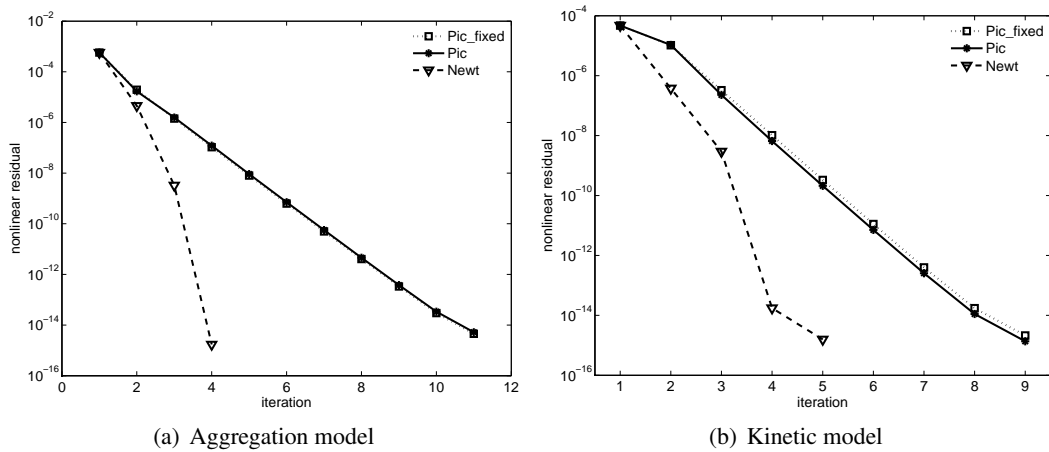 10^−2
10^−4
10^−6
10^−8
10^−10
10^−12
10^−14
10^−16
nonlinear residual
0 2 4 6 8 10 12
iteration
Pic_fixed
Pic
Newt
(a) Aggregation model
10^−4
10^−6
10^−8
10^−10
10^−12
10^−14
10^−16
nonlinear residual
1 2 3 4 5 6 7 8 9
iteration
Pic_fixed
Pic
Newt
(b) Kinetic model